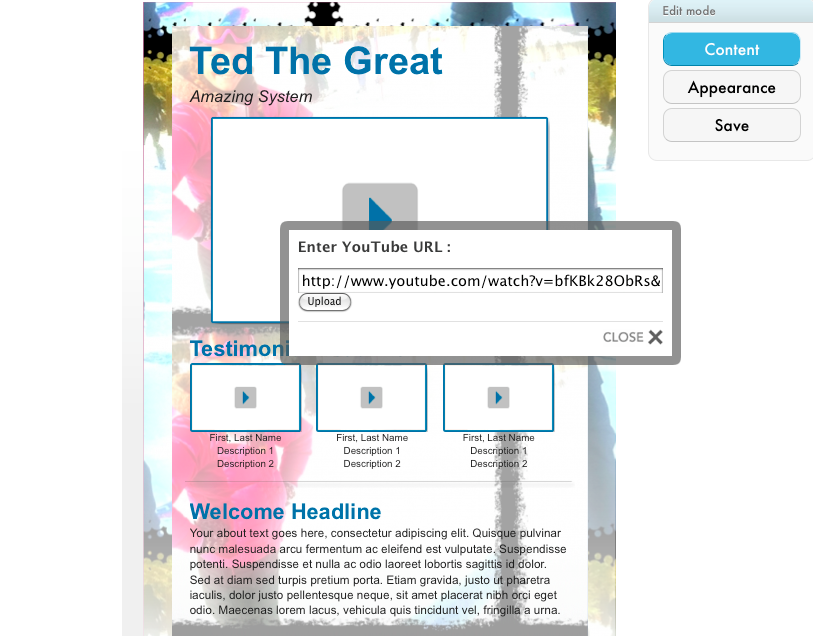 Edit mode
Content
Appearance
Save
Ted The Great
Amazing System
Enter YouTube URL :
http://www.youtube.com/watch?v=bfKBk28ObRs&
Upload
CLOSE
Testimoni
First, Last Name
Description 1
Description 2
First, Last Name
Description 1
Description 2
First, Last Name
Description 1
Description 2
Welcome Headline
Your about text goes here, consectetur adipiscing elit. Quisque pulvinar
nunc malesuada arcu fermentum ac eleifend est vulputate. Suspendisse
potenti. Suspendisse et nulla ac odio laoreet lobortis sagittis id dolor.
Sed at diam sed turpis pretium porta. Etiam gravida, justo ut pharetra
iaculis, dolor justo pellentesque neque, sit amet placerat nibh orci eget
odio. Maecenas lorem lacus, vehicula quis tincidunt vel, fringilla a urna.